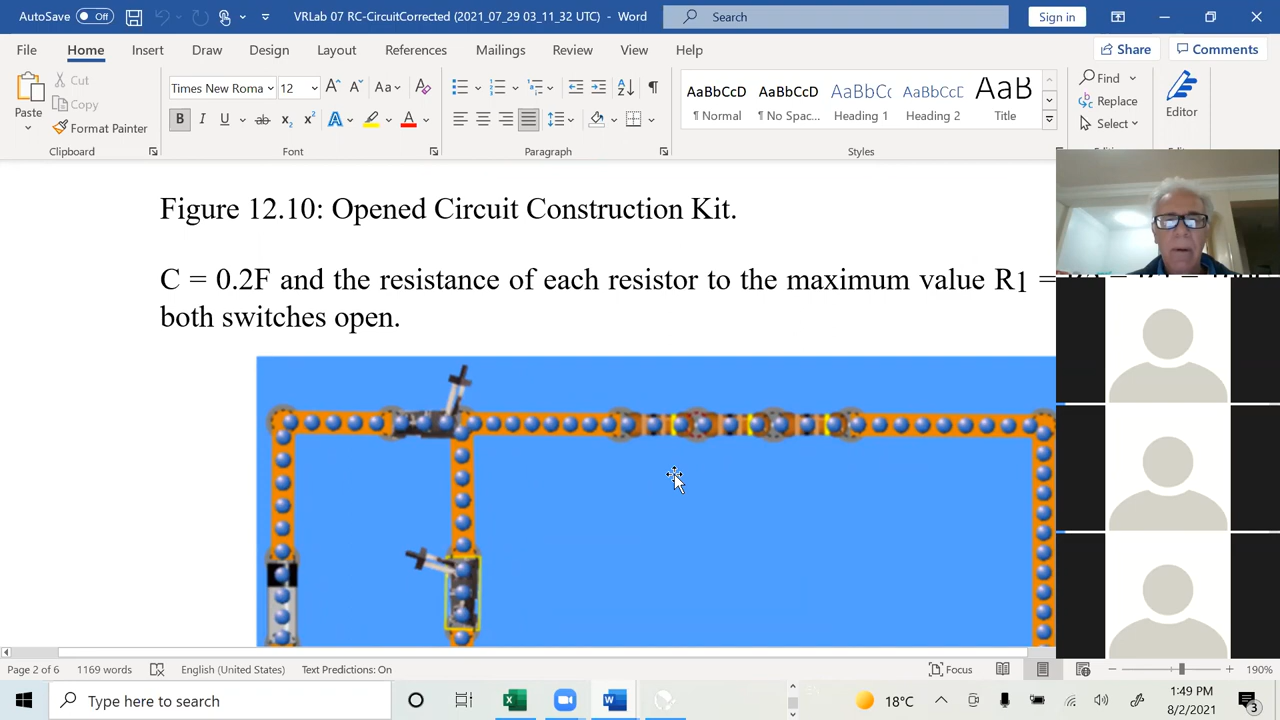 AutoSave Off
VRLab 07 RC-CircuitCorrected (2021_07_29 03_11_32 UTC) - Word
Search
Sign in
File Home Insert Draw Design Layout References Mailings Review View Help
Share Comments
Paste
Cut
Copy
Format Painter
Times New Roma 12
AaBbCcD AaBbCcD AaBbCc AaBbCcD AaB
¶ Normal ¶ No Spac... Heading 1 Heading 2 Title
Find
Replace
Select
Editor
Clipboard Font Paragraph Styles
Figure 12.10: Opened Circuit Construction Kit.
C = 0.2F and the resistance of each resistor to the maximum value R1 =
both switches open.
Page 2 of 6 1169 words English (United States) Text Predictions: On Focus 190%
Type here to search
18°C
1:49 PM
8/2/2021
3